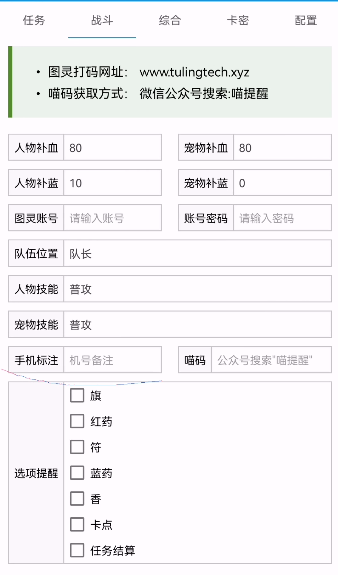 任务 战斗 综合 卡密 配置
• 图灵打码网址： www.tulingtech.xyz
• 喵码获取方式： 微信公众号搜索:喵提醒
人物补血 80 宠物补血 80
人物补蓝 10 宠物补蓝 0
图灵账号 请输入账号 账号密码 请输入密码
队伍位置 队长
人物技能 普攻
宠物技能 普攻
手机标注 机号备注 喵码 公众号搜索"喵提醒"
选项提醒
旗
红药
符
蓝药
香
卡点
任务结算